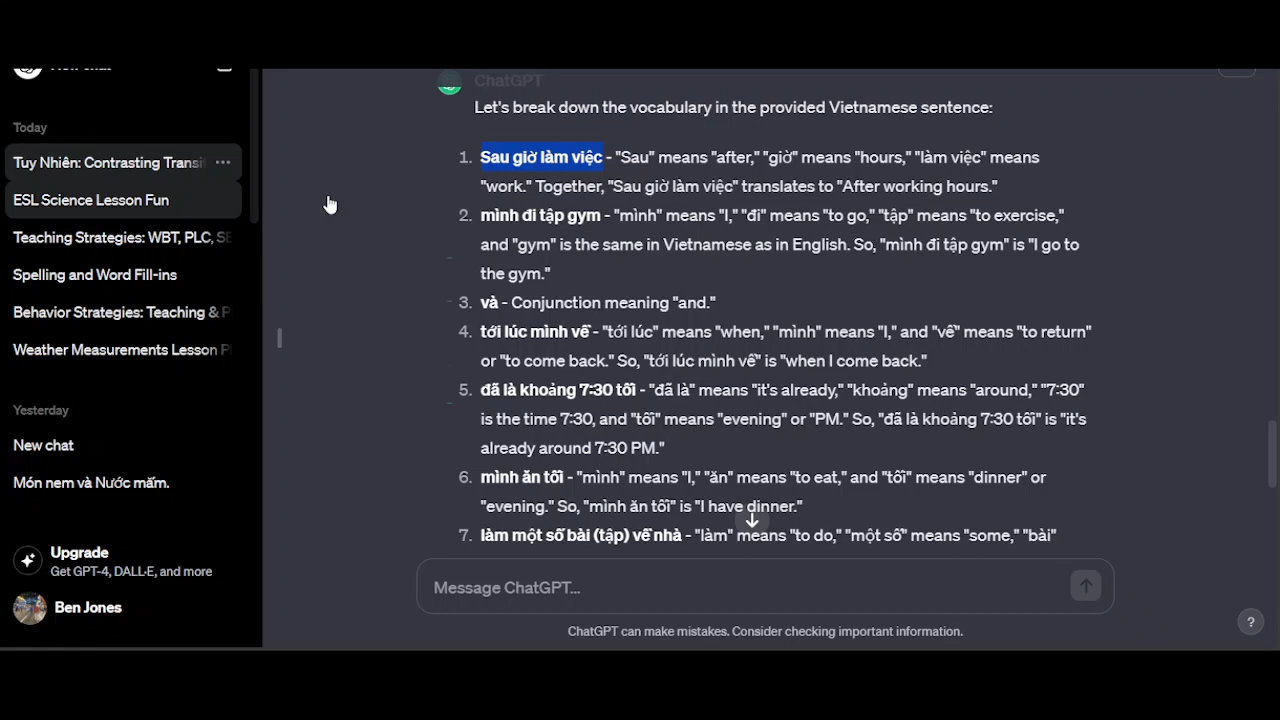 Today
Tuy Nhiên: Contrasting Transi
ESL Science Lesson Fun
Teaching Strategies: WBT, PLC, SE
Spelling and Word Fill-ins
Behavior Strategies: Teaching & P
Weather Measurements Lesson P
Yesterday
New chat
Món nem và Nước mắm.
Upgrade
Get GPT-4, DALL·E, and more
Ben Jones
ChatGPT
Let's break down the vocabulary in the provided Vietnamese sentence:
1. Sau giờ làm việc - "Sau" means "after," "giờ" means "hours," "làm việc" means
"work." Together, "Sau giờ làm việc" translates to "After working hours."
2. mình đi tập gym - "mình" means "I," "đi" means "to go," "tập" means "to exercise,"
and "gym" is the same in Vietnamese as in English. So, "mình đi tập gym" is "I go to
the gym."
3. và - Conjunction meaning "and."
4. tới lúc mình về - "tới lúc" means "when," "mình" means "I," and "về" means "to return"
or "to come back." So, "tới lúc mình về" is "when I come back."
5. đã là khoảng 7:30 tối - "đã là" means "it's already," "khoảng" means "around," "7:30"
is the time 7:30, and "tối" means "evening" or "PM." So, "đã là khoảng 7:30 tối" is "it's
already around 7:30 PM."
6. mình ăn tối - "mình" means "I," "ăn" means "to eat," and "tối" means "dinner" or
"evening." So, "mình ăn tối" is "I have dinner."
7. làm một số bài (tập) về nhà - "làm" means "to do," "một số" means "some," "bài"
Message ChatGPT...
ChatGPT can make mistakes. Consider checking important information.
?